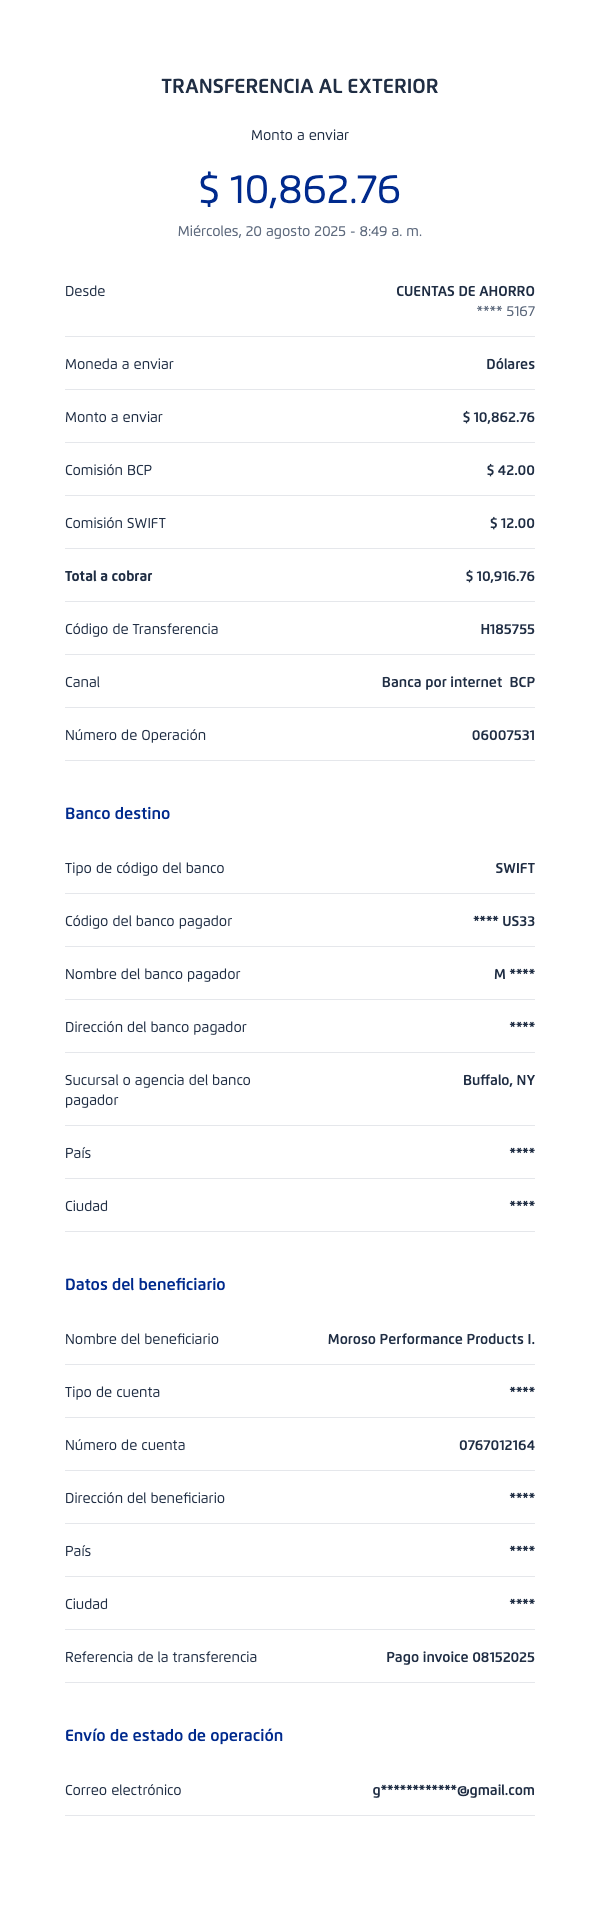 TRANSFERENCIA AL EXTERIOR
Monto a enviar
$ 10,862.76
Miércoles, 20 agosto 2025 - 8:49 a. m.
Desde CUENTAS DE AHORRO
**** 5167
Moneda a enviar Dólares
Monto a enviar $ 10,862.76
Comisión BCP $ 42.00
Comisión SWIFT $ 12.00
Total a cobrar $ 10,916.76
Código de Transferencia H185755
Canal Banca por internet BCP
Número de Operación 06007531
Banco destino
Tipo de código del banco SWIFT
Código del banco pagador **** US33
Nombre del banco pagador M ****
Dirección del banco pagador ****
Sucursal o agencia del banco Buffalo, NY
pagador
País ****
Ciudad ****
Datos del beneficiario
Nombre del beneficiario Moroso Performance Products I.
Tipo de cuenta ****
Número de cuenta 0767012164
Dirección del beneficiario ****
País ****
Ciudad ****
Referencia de la transferencia Pago invoice 08152025
Envío de estado de operación
Correo electrónico g************@gmail.com